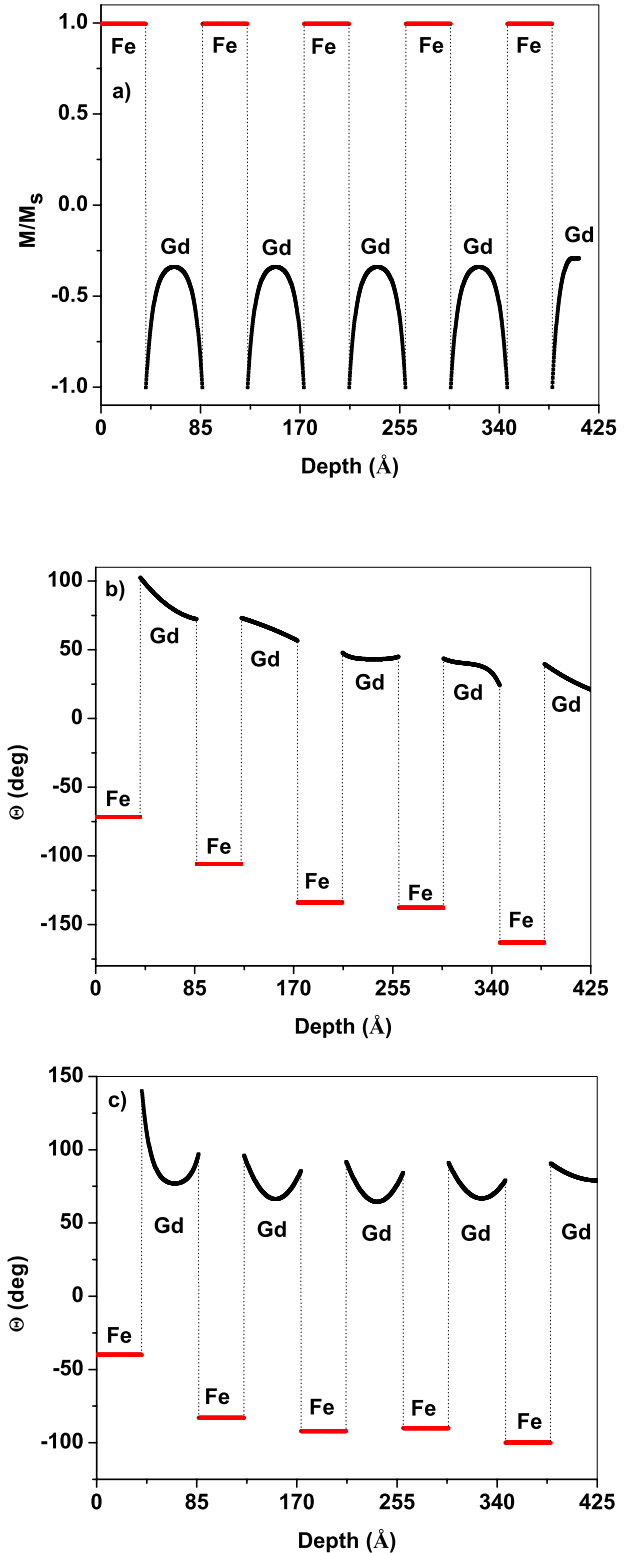 1.0
Fe Fe Fe Fe Fe
a)
0.5
M/Ms
0.0
Gd Gd Gd Gd Gd
-0.5
-1.0
0 85 170 255 340 425
Depth (Å)
100
b)
Gd Gd Gd Gd Gd
50
0
Θ (deg)
-50
Fe Fe Fe Fe Fe
-100
-150
0 85 170 255 340 425
Depth (Å)
150
c)
100
50
Gd Gd Gd Gd Gd
0
Θ (deg)
Fe Fe Fe Fe Fe
-50
-100
0 85 170 255 340 425
Depth (Å)